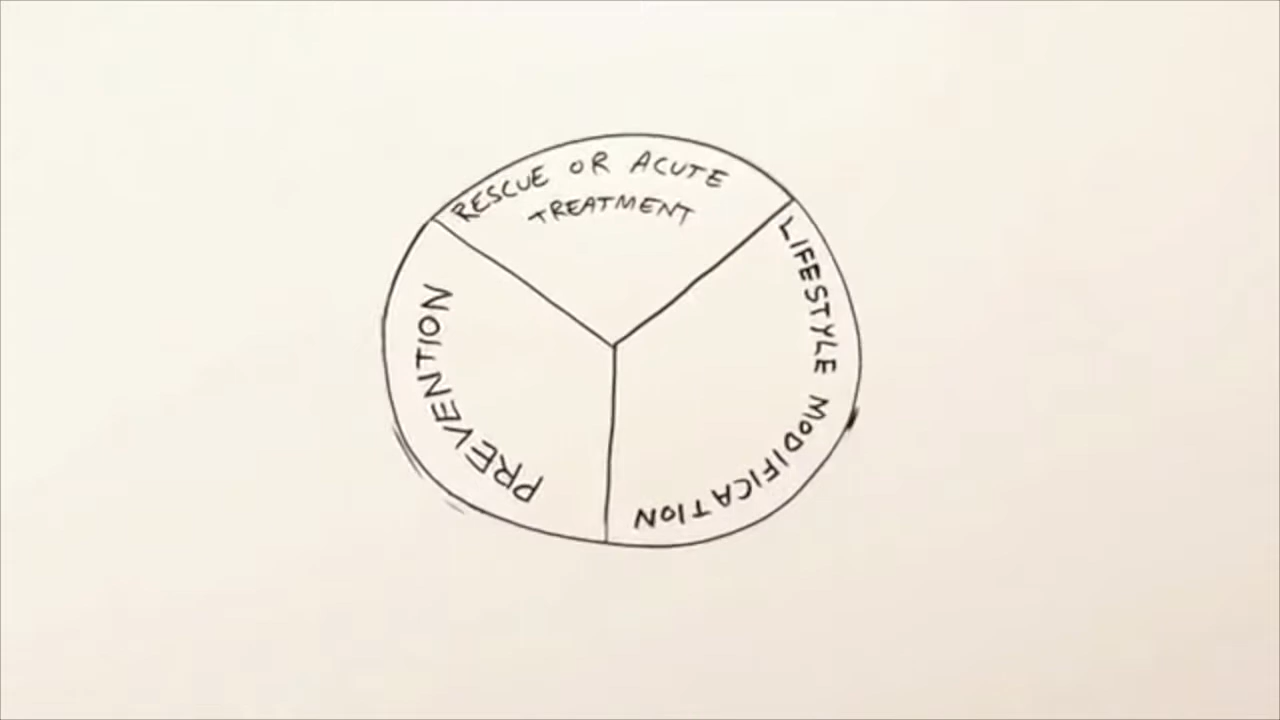 RESCUE OR ACUTE
TREATMENT
LIFESTYLE MODIFICATION
PREVENTION